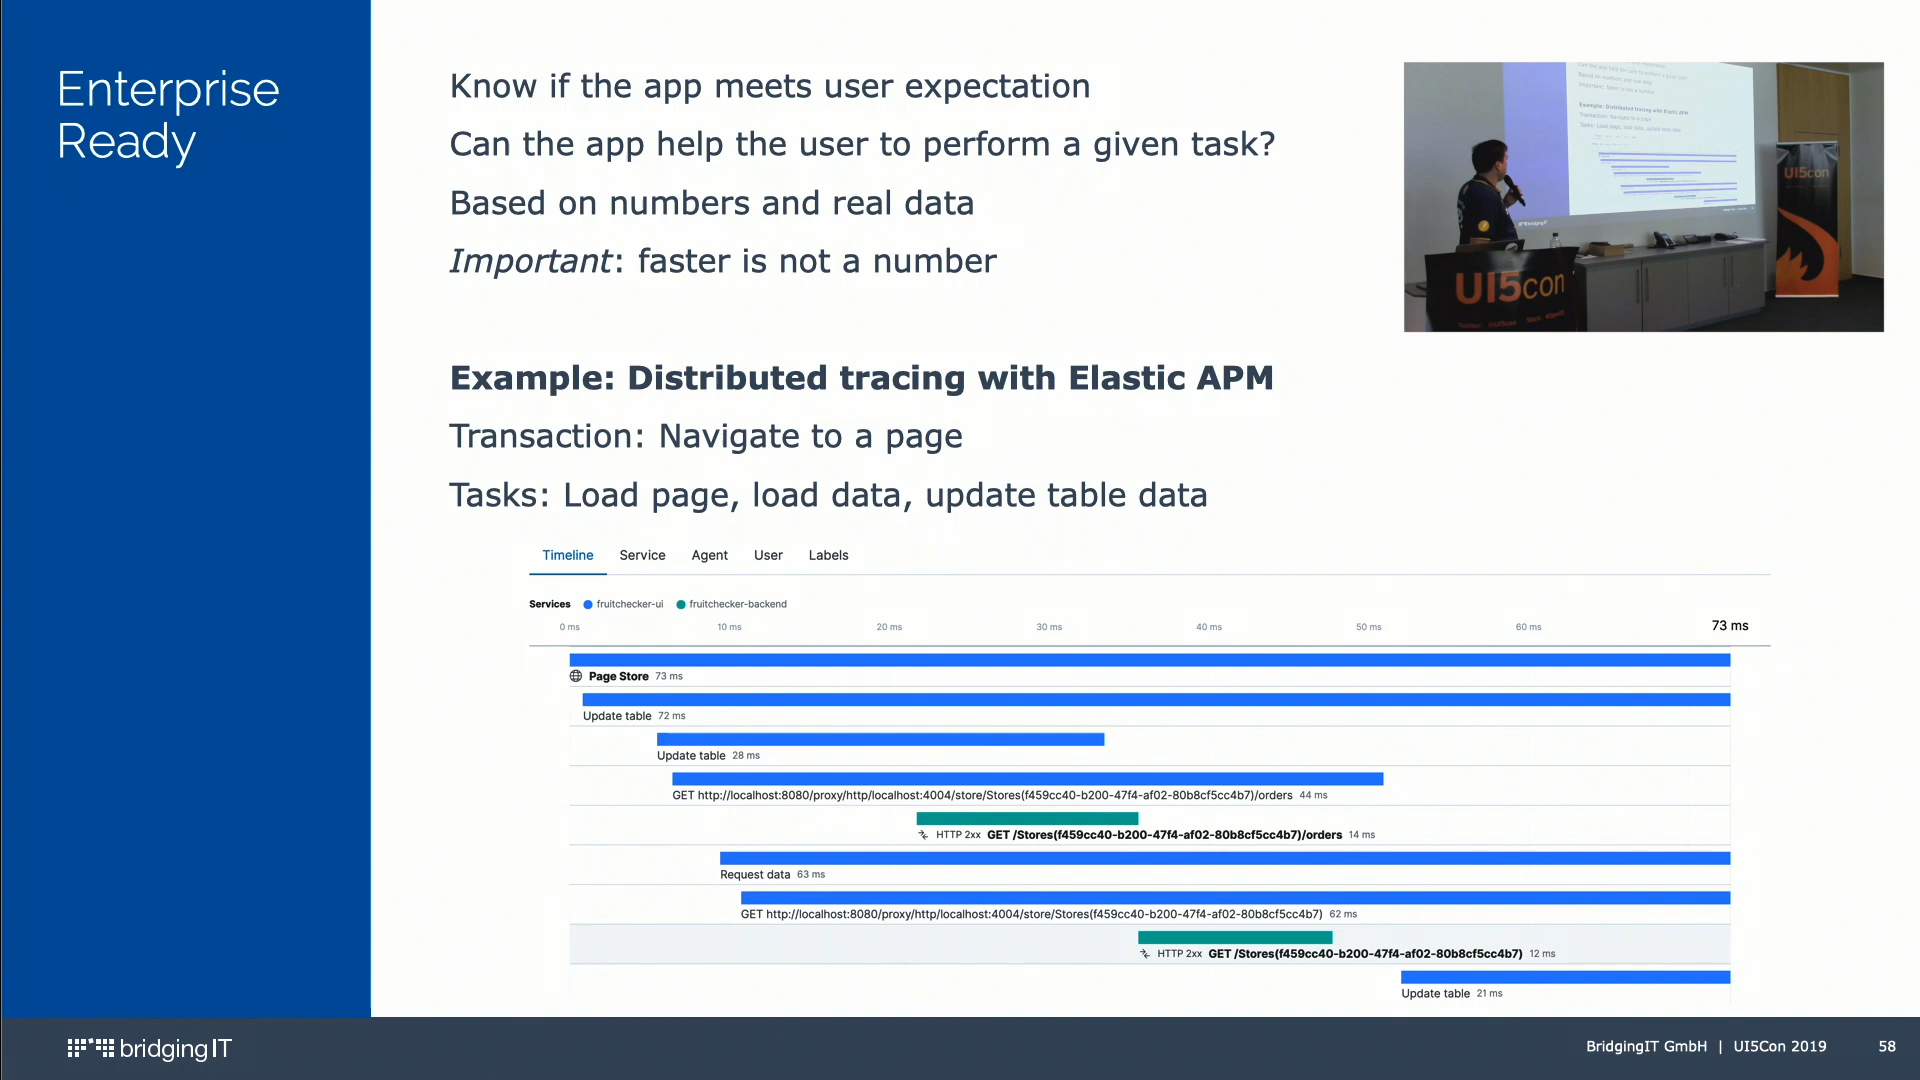 Enterprise
Ready
Know if the app meets user expectation
Can the app help the user to perform a given task?
Based on numbers and real data
Important: faster is not a number
Example: Distributed tracing with Elastic APM
Transaction: Navigate to a page
Tasks: Load page, load data, update table data
Example: Distributed tracing with Elastic APM
UI5con
UI5con
Timeline Service Agent User Labels
Services fruitchecker-ui fruitchecker-backend
0 ms 10 ms 20 ms 30 ms 40 ms 50 ms 60 ms 73 ms
Page Store 73 ms
Update table 72 ms
Update table 28 ms
GET http://localhost:8080/proxy/http/localhost:4004/store/Stores(f459cc40-b200-47f4-af02-80b8cf5cc4b7)/orders 44 ms
HTTP 2xx GET /Stores(f459cc40-b200-47f4-af02-80b8cf5cc4b7)/orders 14 ms
Request data 63 ms
GET http://localhost:8080/proxy/http/localhost:4004/store/Stores(f459cc40-b200-47f4-af02-80b8cf5cc4b7) 62 ms
HTTP 2xx GET /Stores(f459cc40-b200-47f4-af02-80b8cf5cc4b7) 12 ms
Update table 21 ms
bridgingIT
BridgingIT GmbH | UI5Con 2019 58